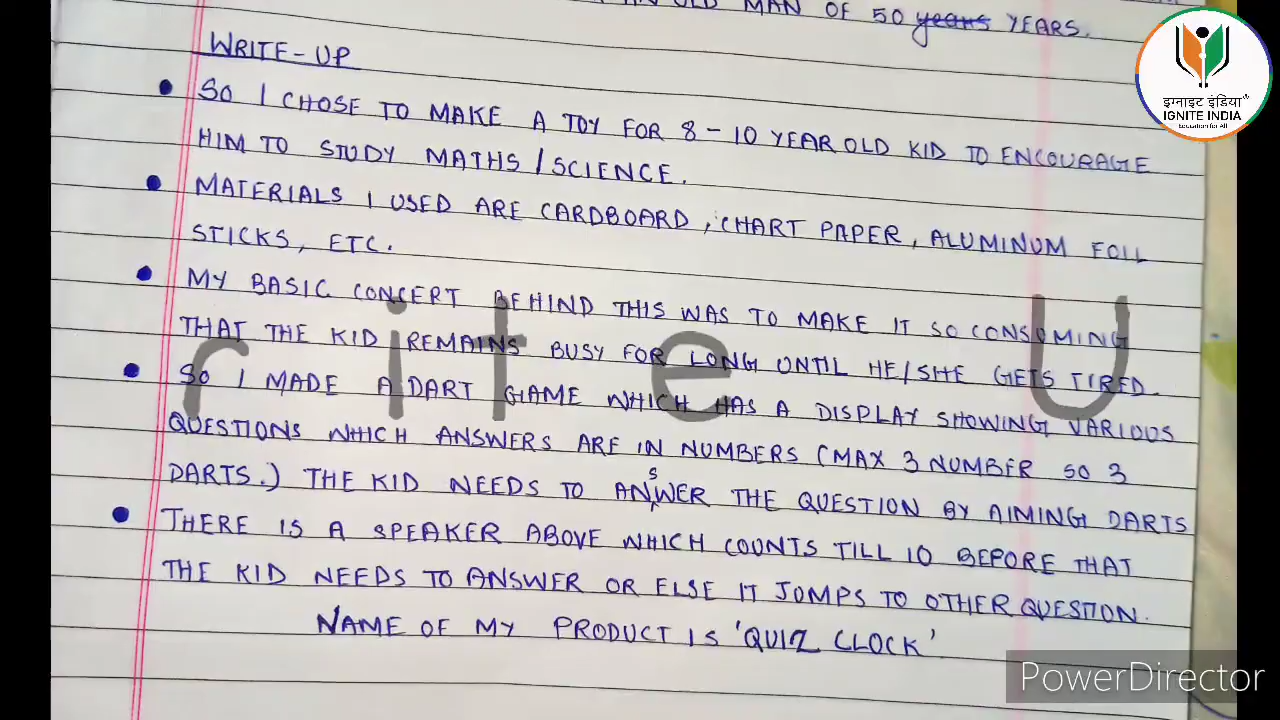 AN OLD MAN OF 50 years YEARS.
WRITE-UP
• SO I CHOSE TO MAKE A TOY FOR 8-10 YEAR OLD KID TO ENCOURAGE
HIM TO STUDY MATHS/SCIENCE.
• MATERIALS I USED ARE CARDBOARD, CHART PAPER, ALUMINUM FOIL
STICKS, ETC.
• MY BASIC CONCERT BEHIND THIS WAS TO MAKE IT SO CONSUMING
THAT THE KID REMAINS BUSY FOR LONG UNTIL HE/SHE GETS TIRED.
• SO I MADE A DART GAME WHICH HAS A DISPLAY SHOWING VARIOUS
QUESTIONS WHICH ANSWERS ARE IN NUMBERS (MAX 3 NUMBER SO 3
DARTS.) THE KID NEEDS TO ANSWER THE QUESTION BY AIMING DARTS
• THERE IS A SPEAKER ABOVE WHICH COUNTS TILL 10 BEFORE THAT
THE KID NEEDS TO ANSWER OR ELSE IT JUMPS TO OTHER QUESTION.
NAME OF MY PRODUCT IS 'QUIZ CLOCK'
r i t e U
इग्नाइट इंडिया
IGNITE INDIA
Education for All
PowerDirector